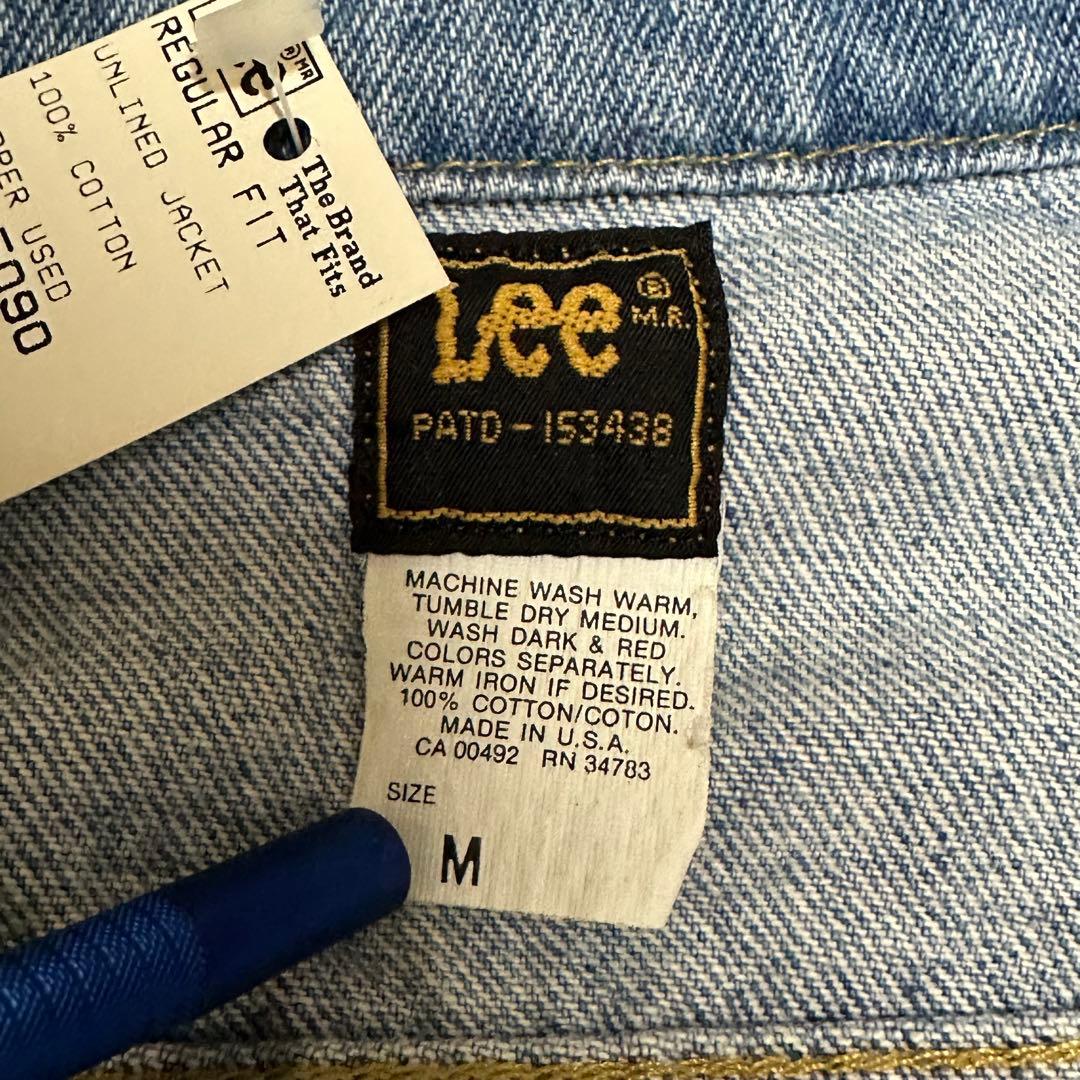 REGULAR FIT
UNLINED JACKET
100% COTTON
USED
The Brand
That Fits
Lee ® M.R.
PATD-153438
MACHINE WASH WARM,
TUMBLE DRY MEDIUM.
WASH DARK & RED
COLORS SEPARATELY.
WARM IRON IF DESIRED.
100% COTTON/COTON.
MADE IN U.S.A.
CA 00492 RN 34783
SIZE
M